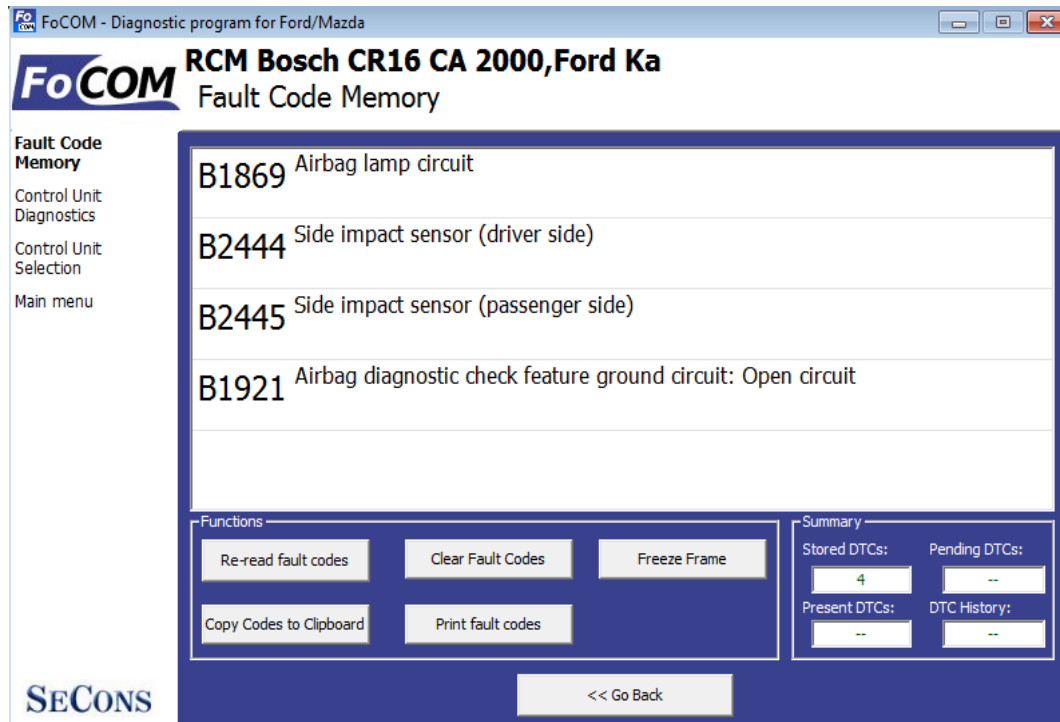 Fo COM FoCOM - Diagnostic program for Ford/Mazda
FoCOM
RCM Bosch CR16 CA 2000,Ford Ka
Fault Code Memory
Fault Code
Memory
Control Unit
Diagnostics
Control Unit
Selection
Main menu
B1869 Airbag lamp circuit
B2444 Side impact sensor (driver side)
B2445 Side impact sensor (passenger side)
B1921 Airbag diagnostic check feature ground circuit: Open circuit
Functions
Re-read fault codes
Clear Fault Codes
Freeze Frame
Copy Codes to Clipboard
Print fault codes
Summary
Stored DTCs: Pending DTCs:
4 --
Present DTCs: DTC History:
-- --
<< Go Back
SECONS